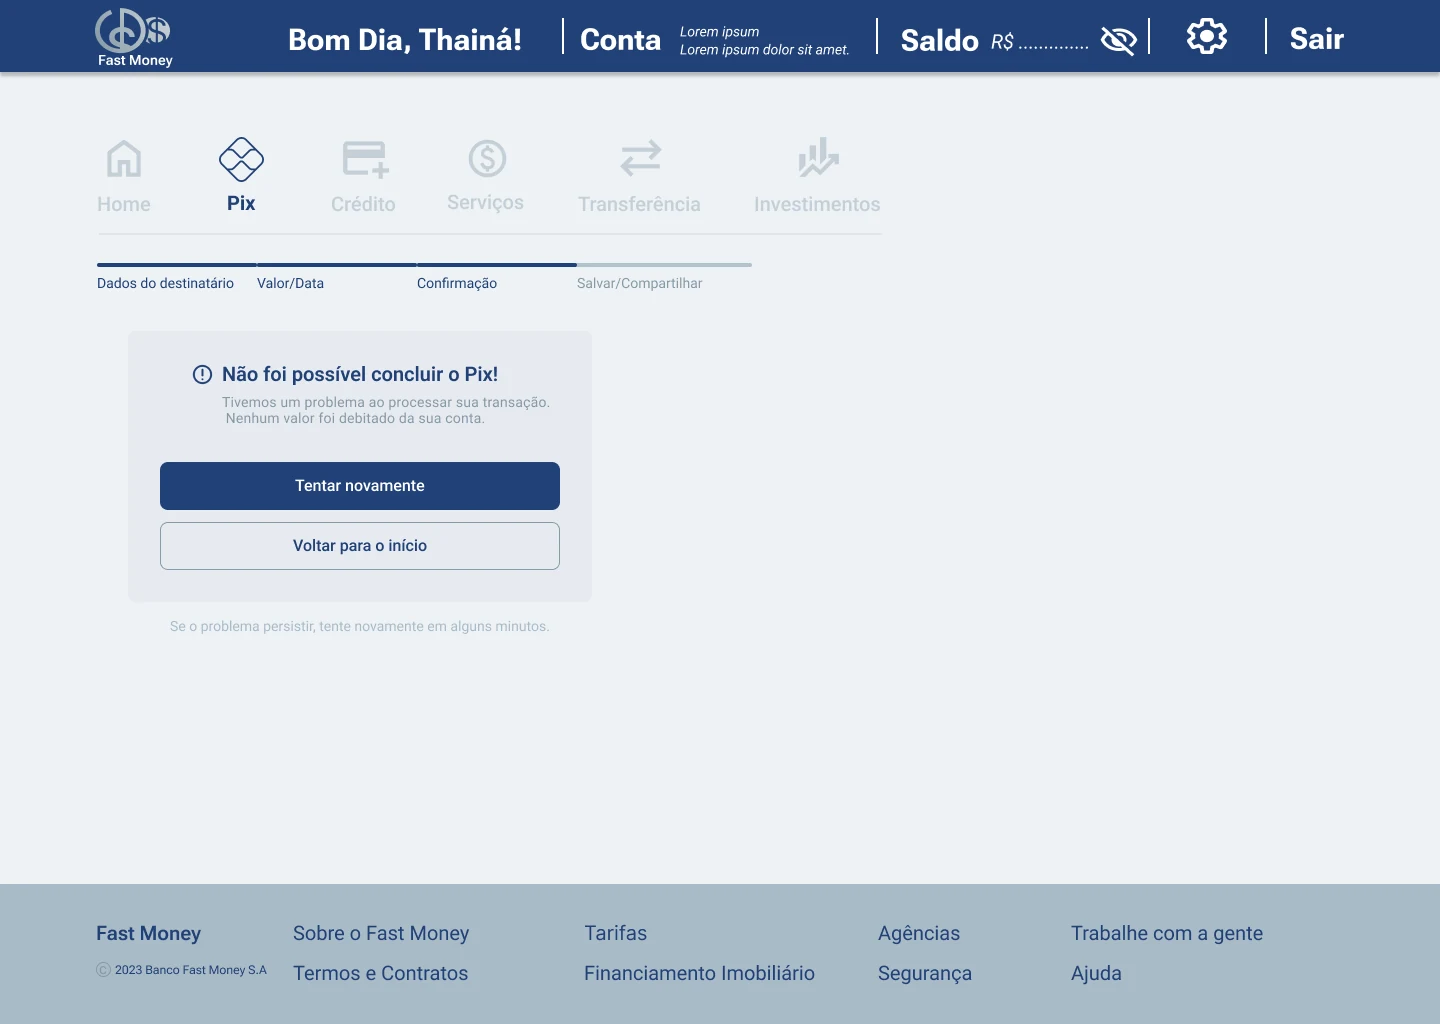 Fast Money
Bom Dia, Thainá!
Conta
Lorem ipsum
Lorem ipsum dolor sit amet.
Saldo R$ ..............
Sair
Home
Pix
Crédito
Serviços
Transferência
Investimentos
Dados do destinatário
Valor/Data
Confirmação
Salvar/Compartilhar
Não foi possível concluir o Pix!
Tivemos um problema ao processar sua transação.
Nenhum valor foi debitado da sua conta.
Tentar novamente
Voltar para o início
Se o problema persistir, tente novamente em alguns minutos.
Fast Money
© 2023 Banco Fast Money S.A
Sobre o Fast Money
Termos e Contratos
Tarifas
Financiamento Imobiliário
Agências
Segurança
Trabalhe com a gente
Ajuda